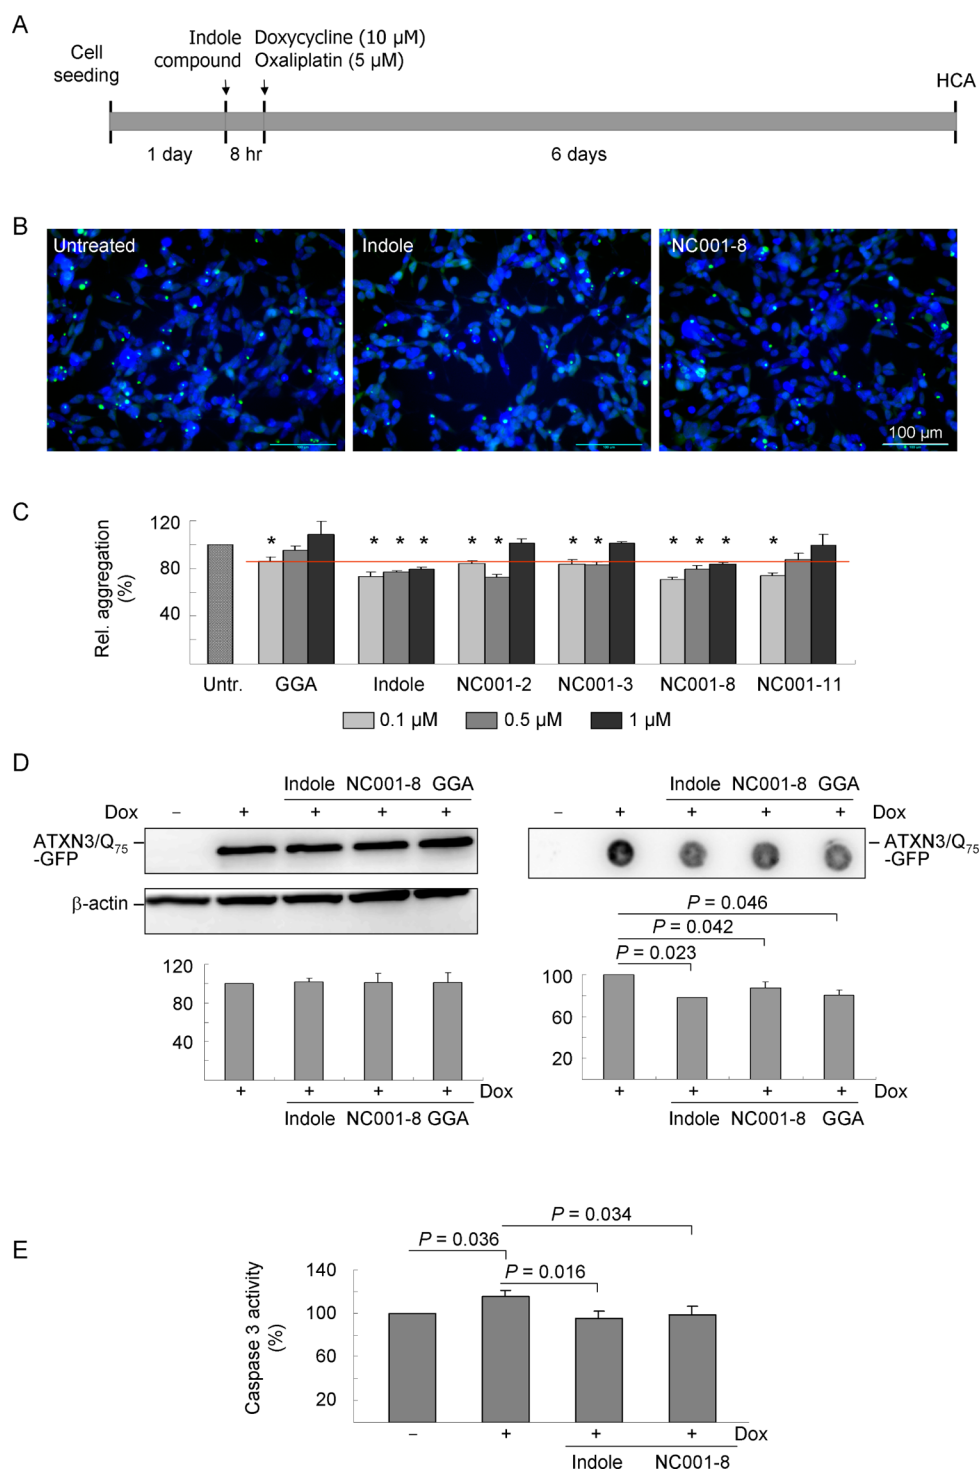 A
Cell
seeding
Indole
compound
Doxycycline (10 µM)
Oxaliplatin (5 µM)
HCA
1 day
8 hr
6 days
B
Untreated
Indole
NC001-8
100 µm
C
Rel. aggregation
(%)
120
80
40
* * * * * * * * * * * *
Untr. GGA Indole NC001-2 NC001-3 NC001-8 NC001-11
0.1 µM 0.5 µM 1 µM
D
Indole NC001-8 GGA
Dox – + + + +
ATXN3/Q75
-GFP
β-actin
120
80
40
+ + + + Dox
Indole NC001-8 GGA
Indole NC001-8 GGA
– + + + + Dox
ATXN3/Q75
-GFP
P = 0.046
P = 0.042
P = 0.023
100
60
20
+ + + + Dox
Indole NC001-8 GGA
E
P = 0.034
P = 0.036
P = 0.016
Caspase 3 activity
(%)
140
100
60
20
– + + + Dox
Indole NC001-8